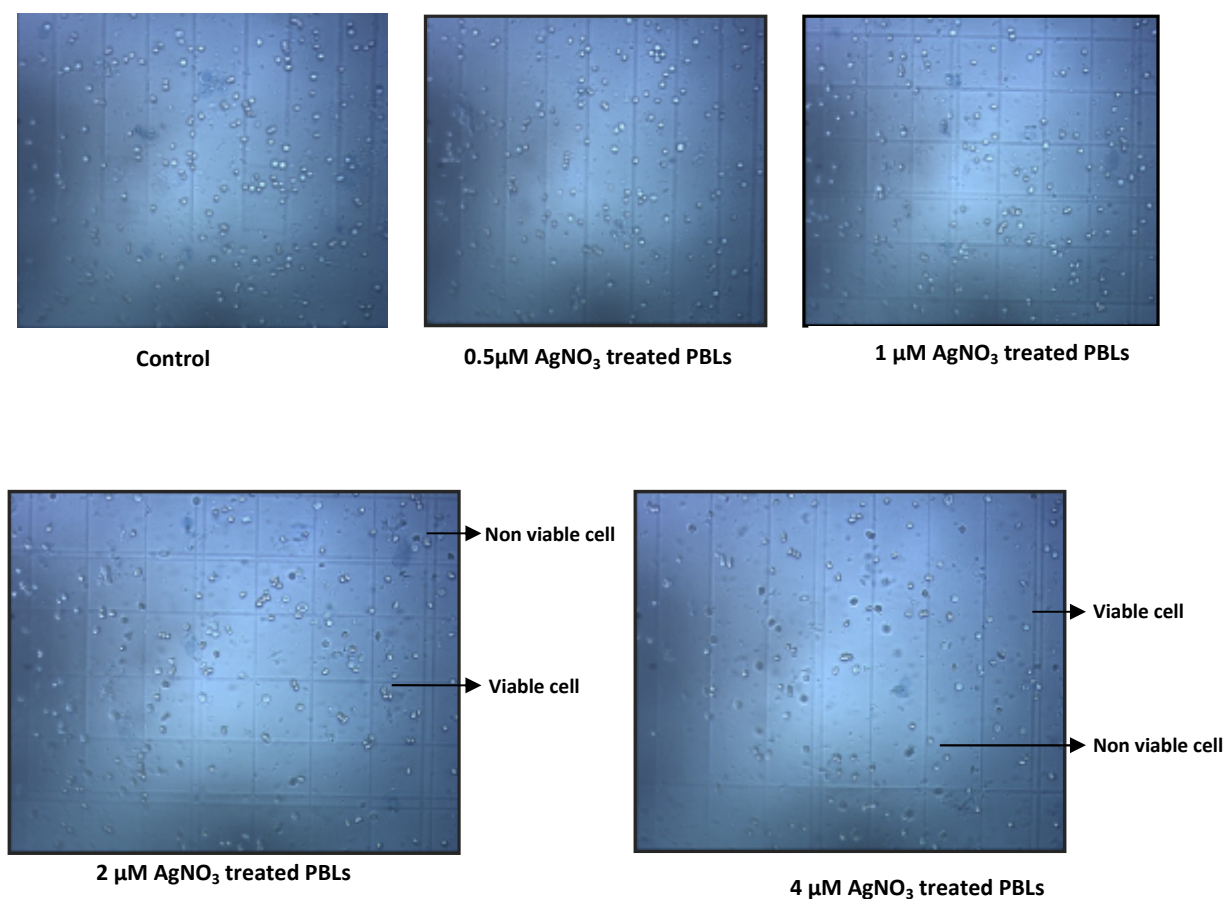 Control
0.5µM AgNO₃ treated PBLs
1 µM AgNO₃ treated PBLs
Non viable cell
Viable cell
2 µM AgNO₃ treated PBLs
Viable cell
Non viable cell
4 µM AgNO₃ treated PBLs